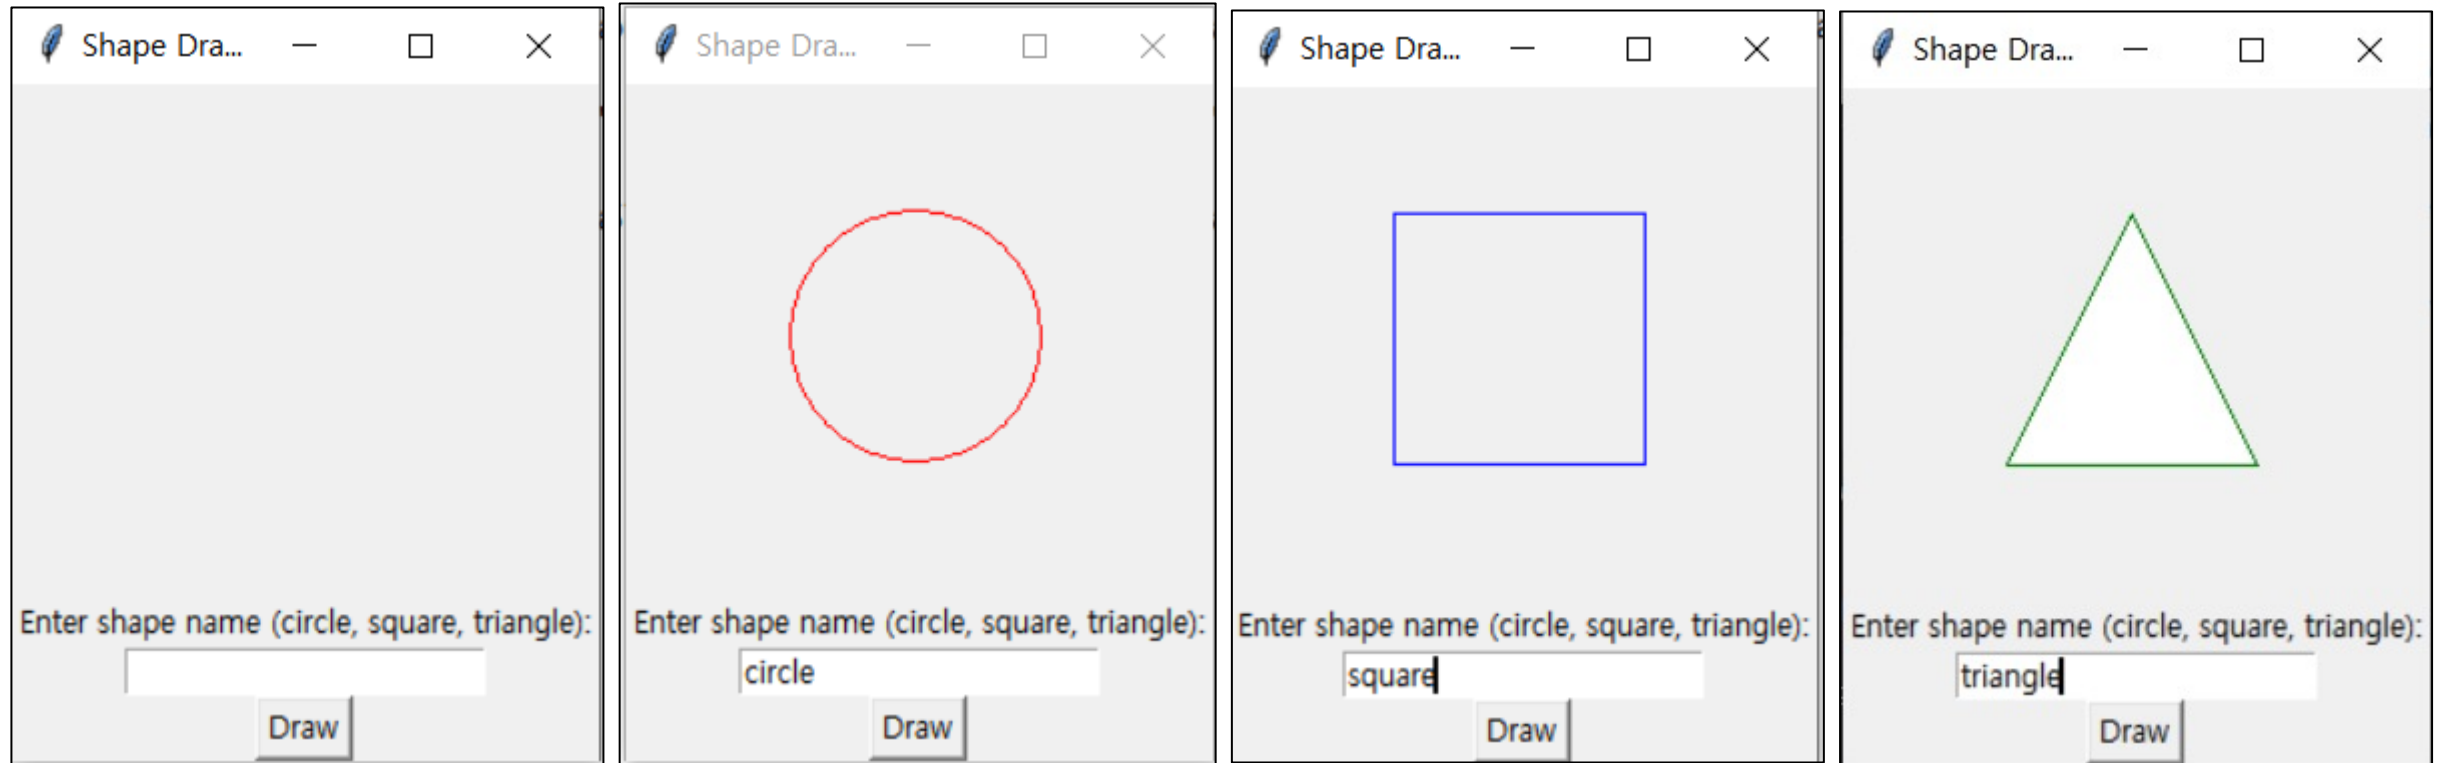 Shape Dra...
Enter shape name (circle, square, triangle):
Draw
Shape Dra...
Enter shape name (circle, square, triangle):
circle
Draw
Shape Dra...
Enter shape name (circle, square, triangle):
square
Draw
Shape Dra...
Enter shape name (circle, square, triangle):
triangle
Draw